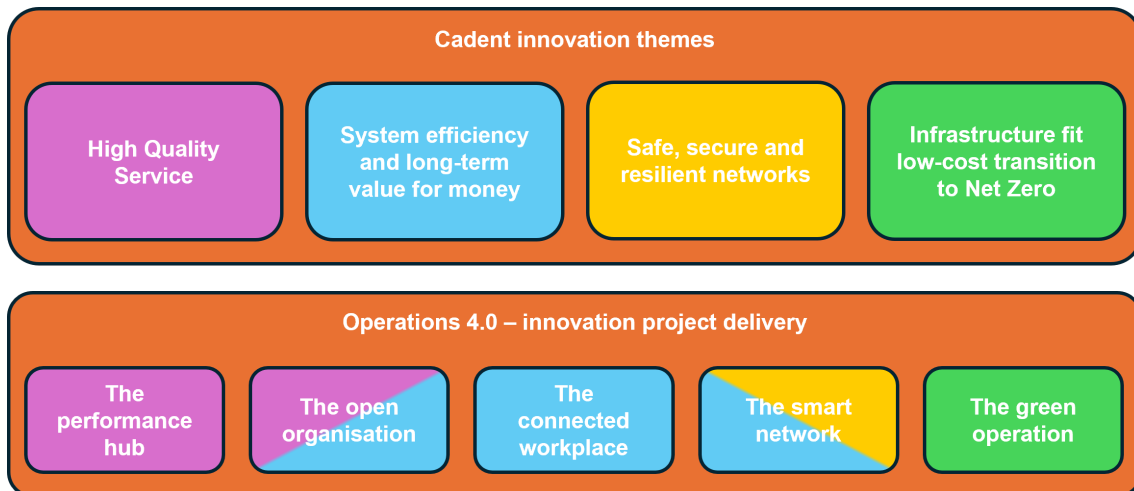 Cadent innovation themes
High Quality
Service
System efficiency
and long-term
value for money
Safe, secure and
resilient networks
Infrastructure fit
low-cost transition
to Net Zero
Operations 4.0 – innovation project delivery
The
performance
hub
The open
organisation
The
connected
workplace
The smart
network
The green
operation